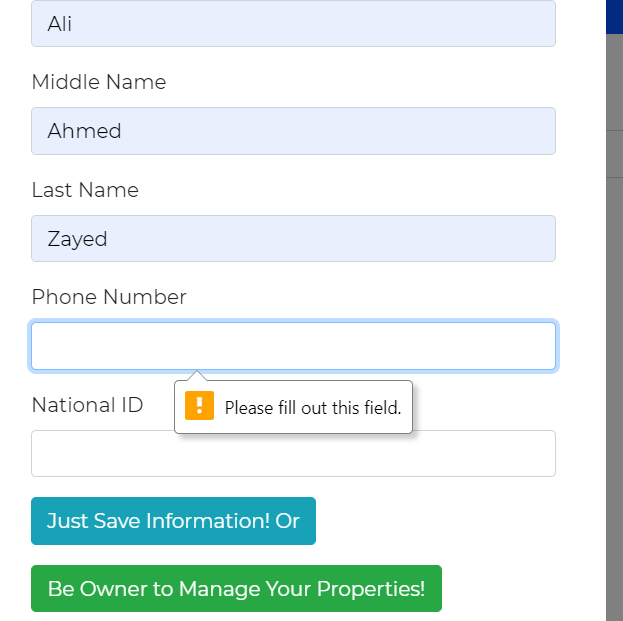 Ali
Middle Name
Ahmed
Last Name
Zayed
Phone Number
Please fill out this field.
National ID
Just Save Information! Or
Be Owner to Manage Your Properties!